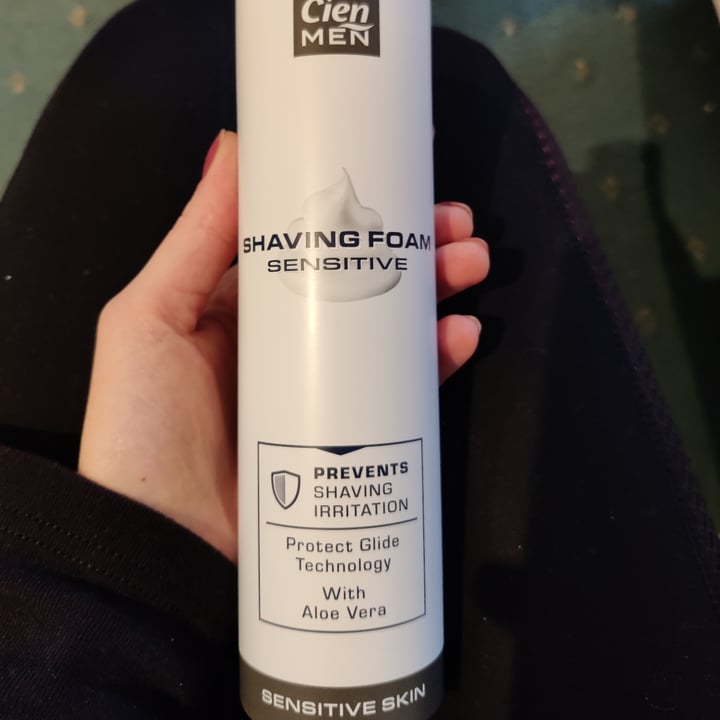 Cien
MEN
SHAVING FOAM
SENSITIVE
PREVENTS
SHAVING
IRRITATION
Protect Glide
Technology
With
Aloe Vera
SENSITIVE SKIN